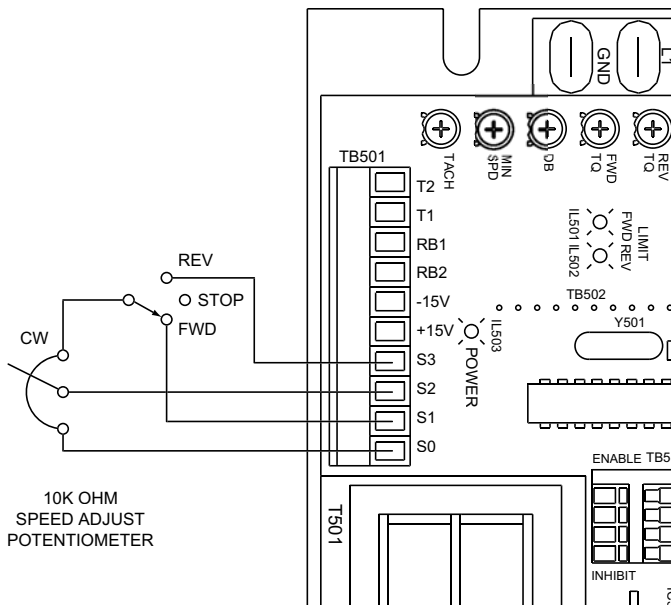 GND
L1
TB501
TACH
MIN
SPD
DB
FWD
TQ
REV
TQ
T2
T1
RB1
RB2
-15V
+15V
S3
S2
S1
S0
LIMIT
FWD REV
IL501 IL502
TB502
Y501
IL503
POWER
REV
STOP
FWD
CW
10K OHM
SPEED ADJUST
POTENTIOMETER
T501
ENABLE TB5
INHIBIT